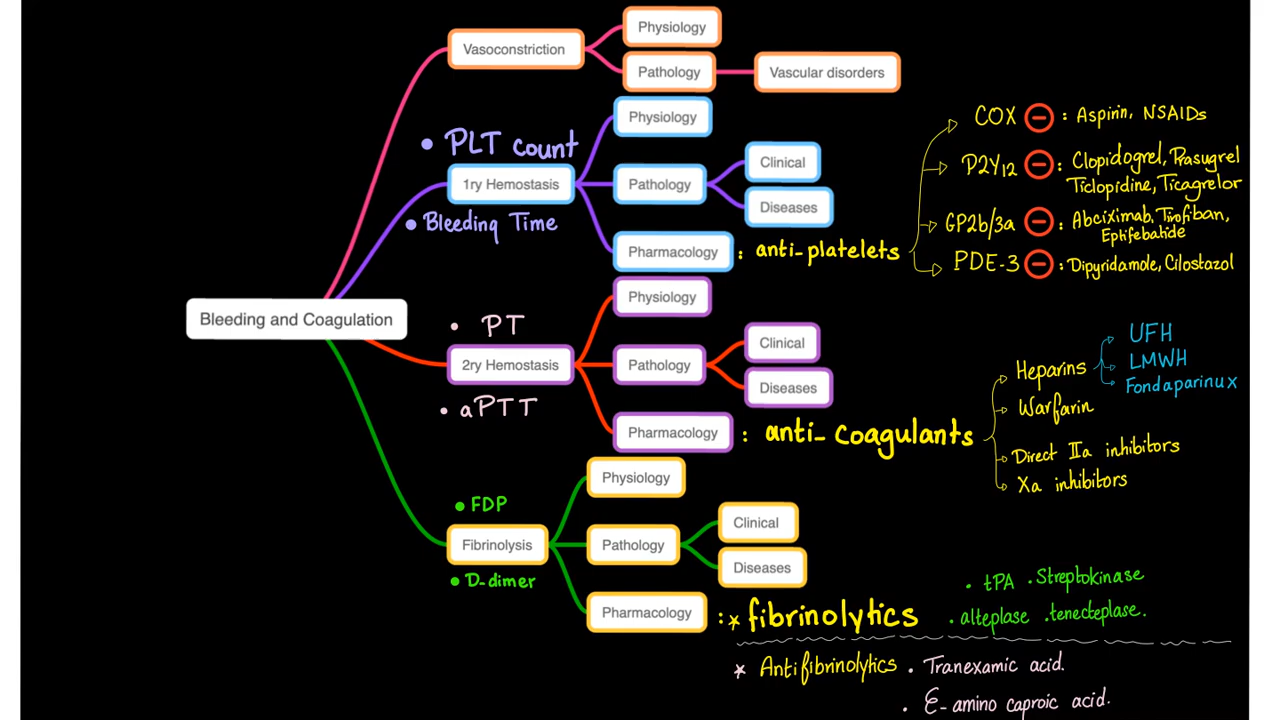 Physiology
Vasoconstriction
Pathology
Vascular disorders
Physiology
• PLT count
1ry Hemostasis
• Bleeding Time
Pathology
Clinical
Diseases
Pharmacology : anti-platelets
COX − : Aspirin, NSAIDs
P2Y12 − : Clopidogrel, Prasugrel
Ticlopidine, Ticagrelor
GP2b/3a − : Abciximab, Tirofiban,
Eptifebatide
PDE-3 − : Dipyridamole, Cilostazol
Bleeding and Coagulation
Physiology
• PT
2ry Hemostasis
• aPTT
Pathology
Clinical
Diseases
Pharmacology : anti-coagulants
Heparins
UFH
LMWH
Fondaparinux
Warfarin
Direct IIa inhibitors
Xa inhibitors
Physiology
• FDP
Fibrinolysis
• D-dimer
Pathology
Clinical
Diseases
Pharmacology : * fibrinolytics
• tPA • Streptokinase
• alteplase • tenecteplase.
* Antifibrinolytics • Tranexamic acid.
• Ɛ-amino caproic acid.